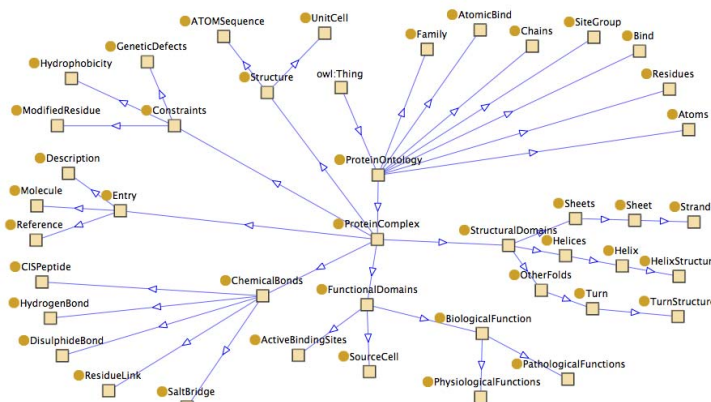 ATOMSequence
UnitCell
AtomicBind
SiteGroup
Family
Chains
Bind
GeneticDefects
Hydrophobicity
Structure
owl:Thing
Residues
ModifiedResidue
Constraints
Atoms
Description
ProteinOntology
Molecule
Entry
Reference
ProteinComplex
StructuralDomains
Sheets
Sheet
Strand
Helices
Helix
HelixStructur
CISPeptide
ChemicalBonds
FunctionalDomains
OtherFolds
Turn
TurnStructure
HydrogenBond
BiologicalFunction
DisulphideBond
ActiveBindingSites
SourceCell
PathologicalFunctions
ResidueLink
SaltBridge
PhysiologicalFunctions